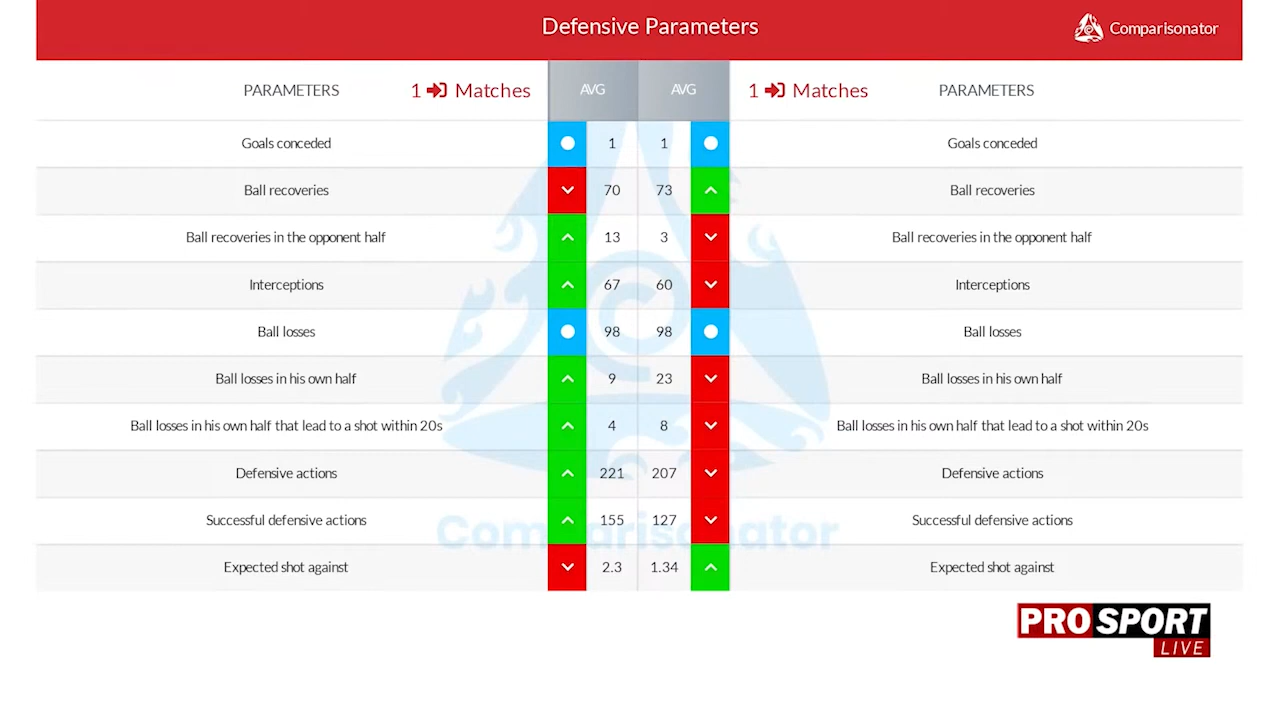 Defensive Parameters
Comparisonator
PARAMETERS 1 Matches AVG AVG 1 Matches PARAMETERS
Goals conceded 1 1 Goals conceded
Ball recoveries 70 73 Ball recoveries
Ball recoveries in the opponent half 13 3 Ball recoveries in the opponent half
Interceptions 67 60 Interceptions
Ball losses 98 98 Ball losses
Ball losses in his own half 9 23 Ball losses in his own half
Ball losses in his own half that lead to a shot within 20s 4 8 Ball losses in his own half that lead to a shot within 20s
Defensive actions 221 207 Defensive actions
Successful defensive actions 155 127 Successful defensive actions
Comparisonator
Expected shot against 2.3 1.34 Expected shot against
PRO SPORT
LIVE